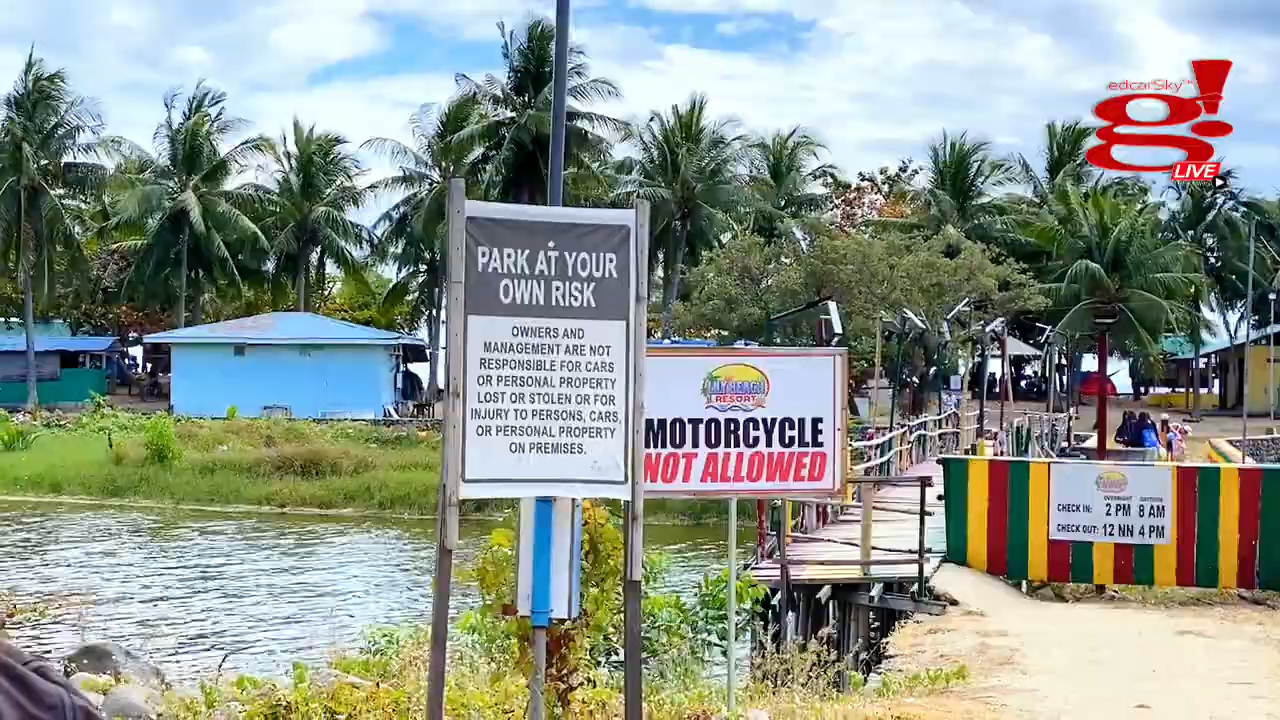 edcarSky
g!
LIVE
PARK AT YOUR
OWN RISK
OWNERS AND
MANAGEMENT ARE NOT
RESPONSIBLE FOR CARS
OR PERSONAL PROPERTY
LOST OR STOLEN OR FOR
INJURY TO PERSONS, CARS,
OR PERSONAL PROPERTY
ON PREMISES.
BEACH
RESORT
MOTORCYCLE
NOT ALLOWED
OVERNIGHT DAYTOUR
CHECK IN: 2 PM 8 AM
CHECK OUT: 12 NN 4 PM